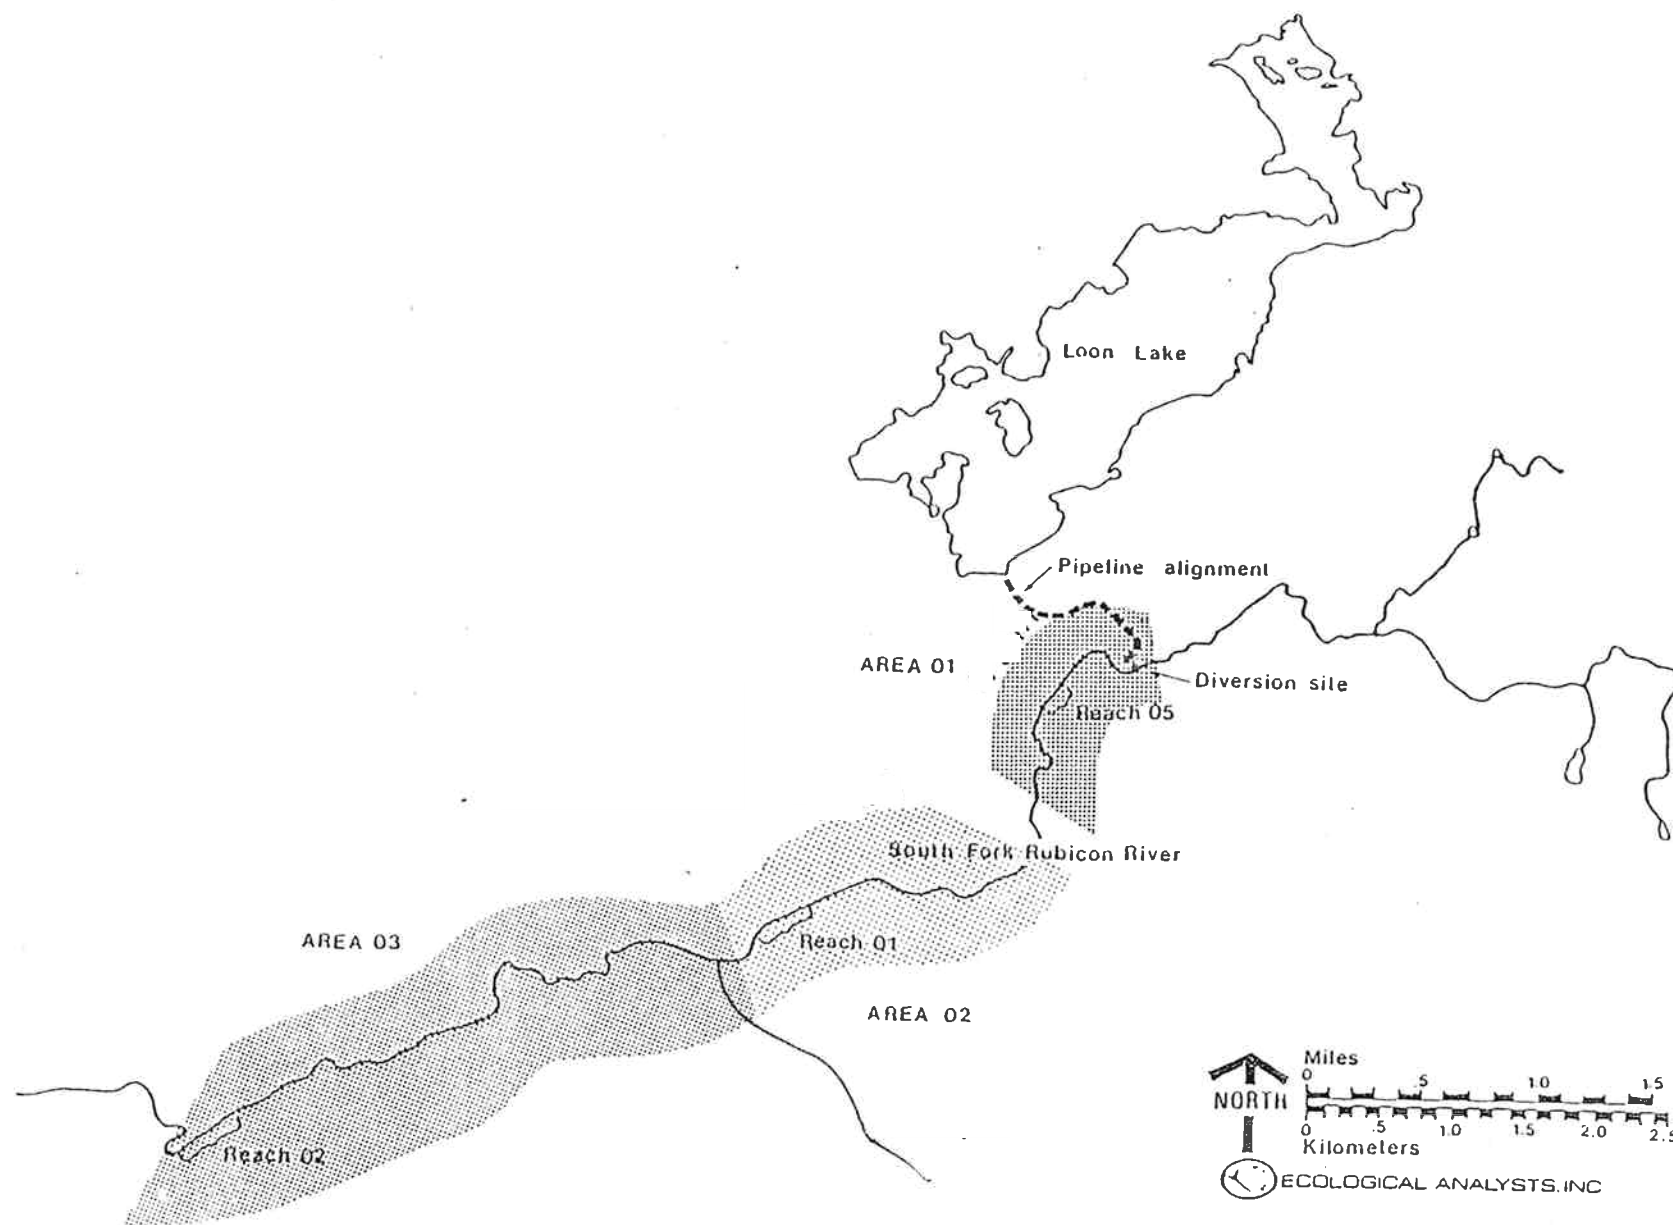 Loon Lake
Pipeline alignment
AREA 01
Diversion site
Reach 05
South Fork Rubicon River
AREA 03
Reach 01
AREA 02
Reach 02
Miles
0 .5 1.0 1.5
NORTH
0 .5 1.0 1.5 2.0 2.5
Kilometers
ECOLOGICAL ANALYSTS.INC